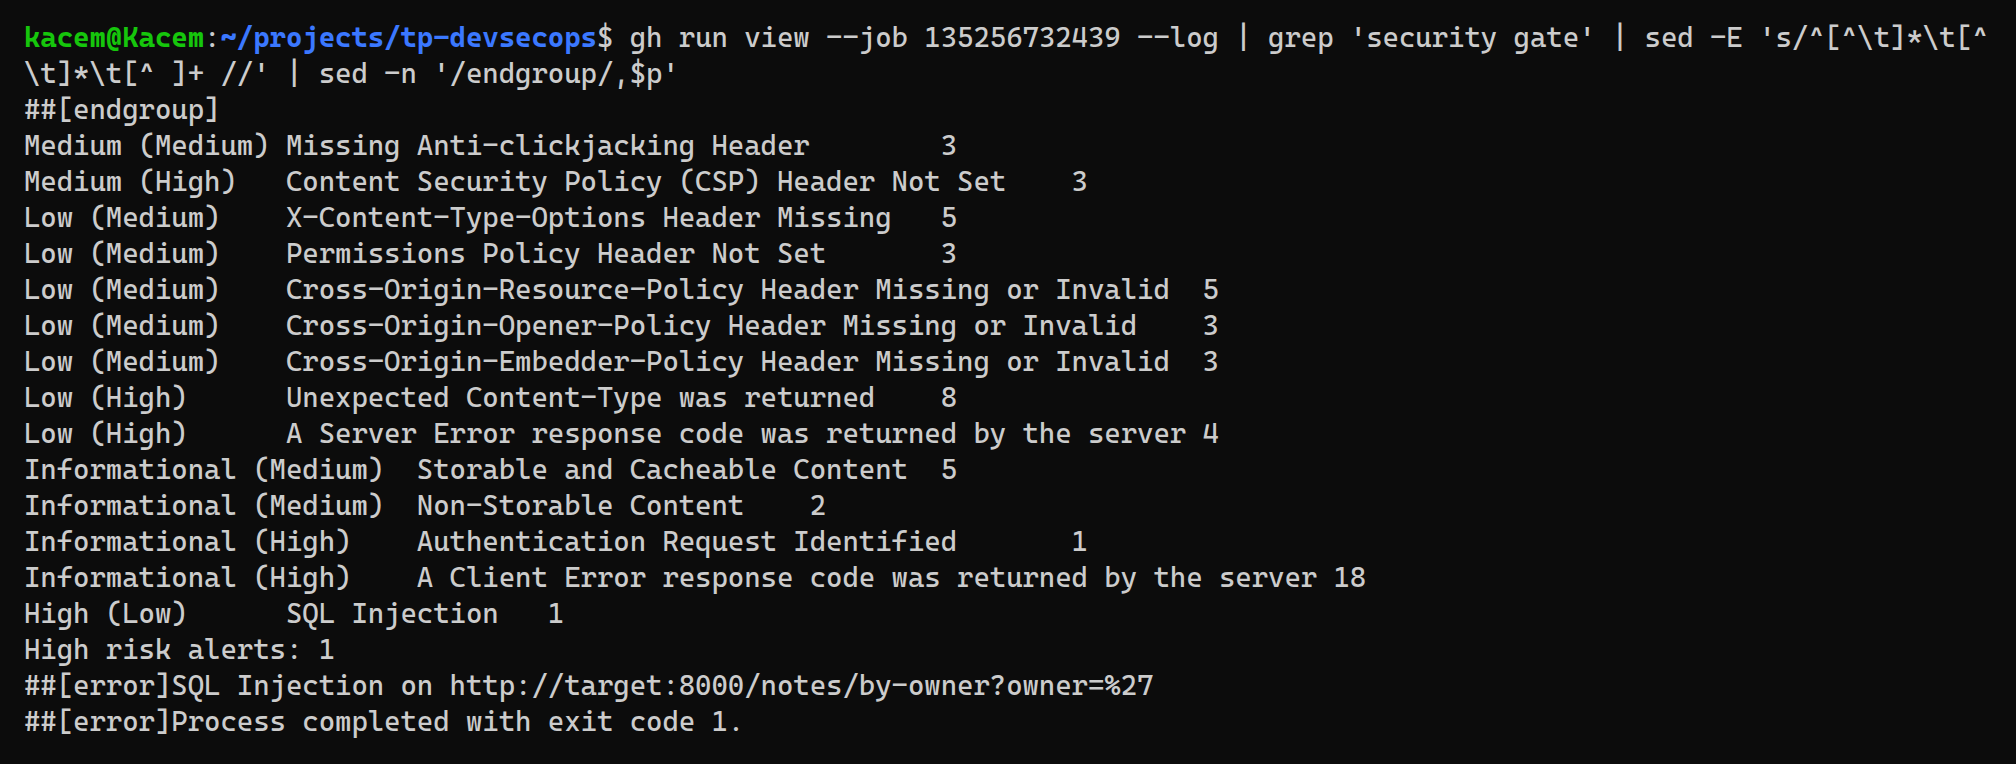 kacem@Kacem:~/projects/tp-devsecops$ gh run view --job 135256732439 --log | grep 'security gate' | sed -E 's/^[^\t]*\t[^
\t]*\t[^ ]+ //' | sed -n '/endgroup/,$p'
##[endgroup]
Medium (Medium) Missing Anti-clickjacking Header        3
Medium (High)   Content Security Policy (CSP) Header Not Set    3
Low (Medium)    X-Content-Type-Options Header Missing   5
Low (Medium)    Permissions Policy Header Not Set       3
Low (Medium)    Cross-Origin-Resource-Policy Header Missing or Invalid  5
Low (Medium)    Cross-Origin-Opener-Policy Header Missing or Invalid    3
Low (Medium)    Cross-Origin-Embedder-Policy Header Missing or Invalid  3
Low (High)      Unexpected Content-Type was returned    8
Low (High)      A Server Error response code was returned by the server 4
Informational (Medium)  Storable and Cacheable Content  5
Informational (Medium)  Non-Storable Content    2
Informational (High)    Authentication Request Identified       1
Informational (High)    A Client Error response code was returned by the server 18
High (Low)      SQL Injection   1
High risk alerts: 1
##[error]SQL Injection on http://target:8000/notes/by-owner?owner=%27
##[error]Process completed with exit code 1.